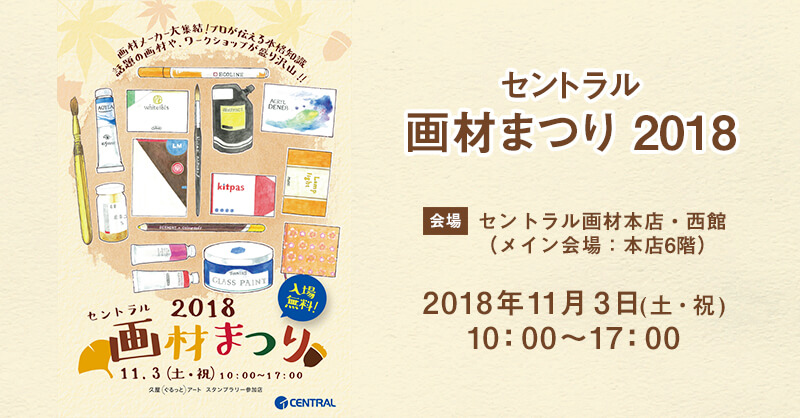 画材メーカー大集結！プロが伝える本格知識
話題の画材や、ワークショップが盛り沢山！！
ECOLINE
kitpas
Lamp
light
GLASS PAINT
入場
無料！
セントラル
2018
画材まつり
11.3（土・祝）10:00～17:00
久屋ぐるっとアート スタンプラリー参加店
CENTRAL
セントラル
画材まつり 2018
会場 セントラル画材本店・西館
（メイン会場：本店6階）
2018年11月3日(土・祝)
10：00～17：00